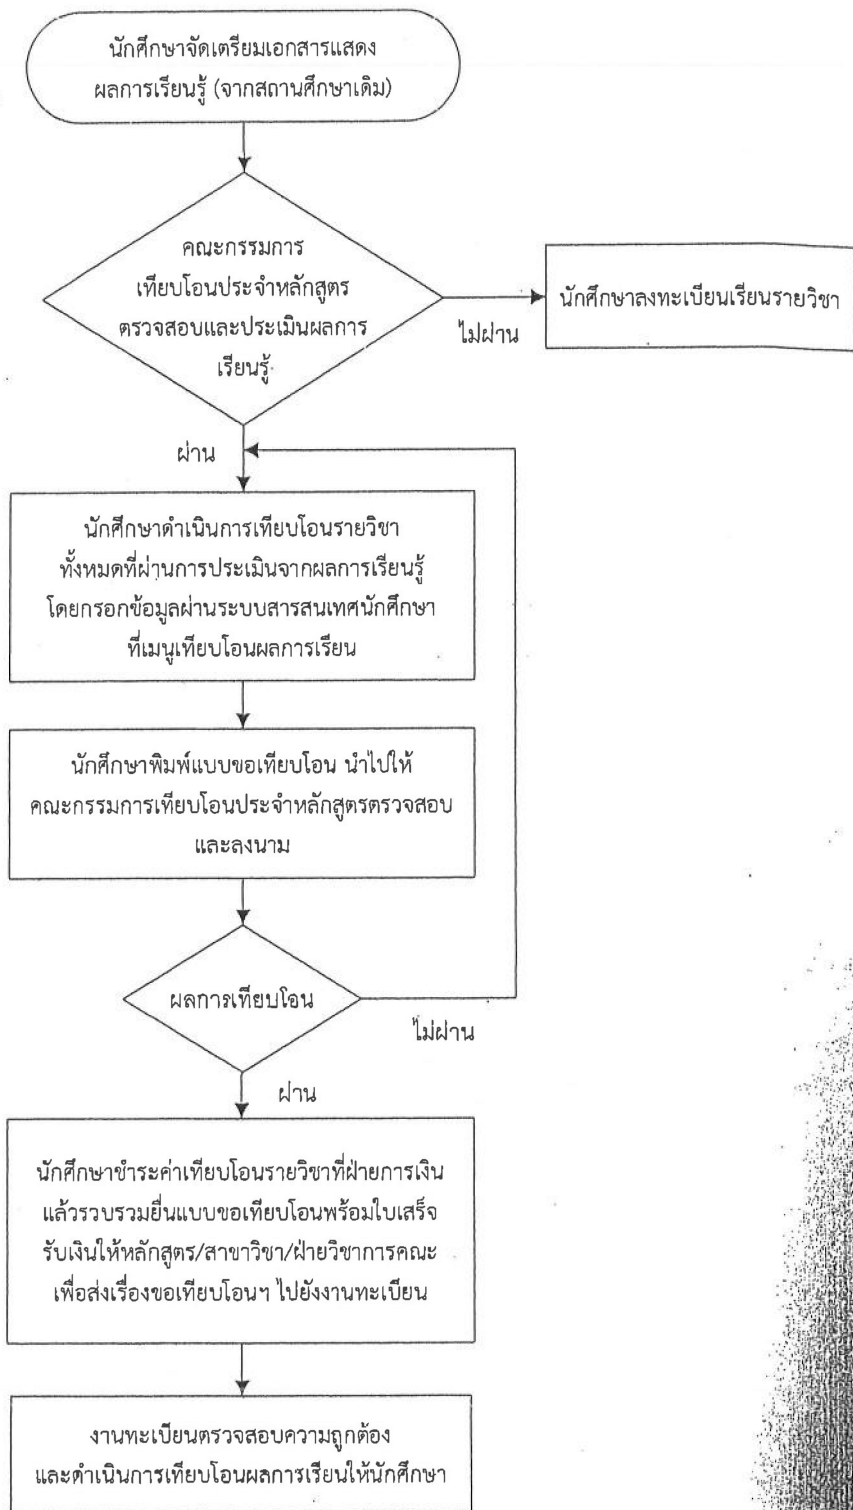 นักศึกษาจัดเตรียมเอกสารแสดง
ผลการเรียนรู้ (จากสถานศึกษาเดิม)
คณะกรรมการ
เทียบโอนประจำหลักสูตร
ตรวจสอบและประเมินผลการ
เรียนรู้
ไม่ผ่าน
นักศึกษาลงทะเบียนเรียนรายวิชา
ผ่าน
นักศึกษาดำเนินการเทียบโอนรายวิชา
ทั้งหมดที่ผ่านการประเมินจากผลการเรียนรู้
โดยกรอกข้อมูลผ่านระบบสารสนเทศนักศึกษา
ที่เมนูเทียบโอนผลการเรียน
นักศึกษาพิมพ์แบบขอเทียบโอน นำไปให้
คณะกรรมการเทียบโอนประจำหลักสูตรตรวจสอบ
และลงนาม
ผลการเทียบโอน
ไม่ผ่าน
ผ่าน
นักศึกษาชำระค่าเทียบโอนรายวิชาที่ฝ่ายการเงิน
แล้วรวบรวมยื่นแบบขอเทียบโอนพร้อมใบเสร็จ
รับเงินให้หลักสูตร/สาขาวิชา/ฝ่ายวิชาการคณะ
เพื่อส่งเรื่องขอเทียบโอนฯ ไปยังงานทะเบียน
งานทะเบียนตรวจสอบความถูกต้อง
และดำเนินการเทียบโอนผลการเรียนให้นักศึกษา